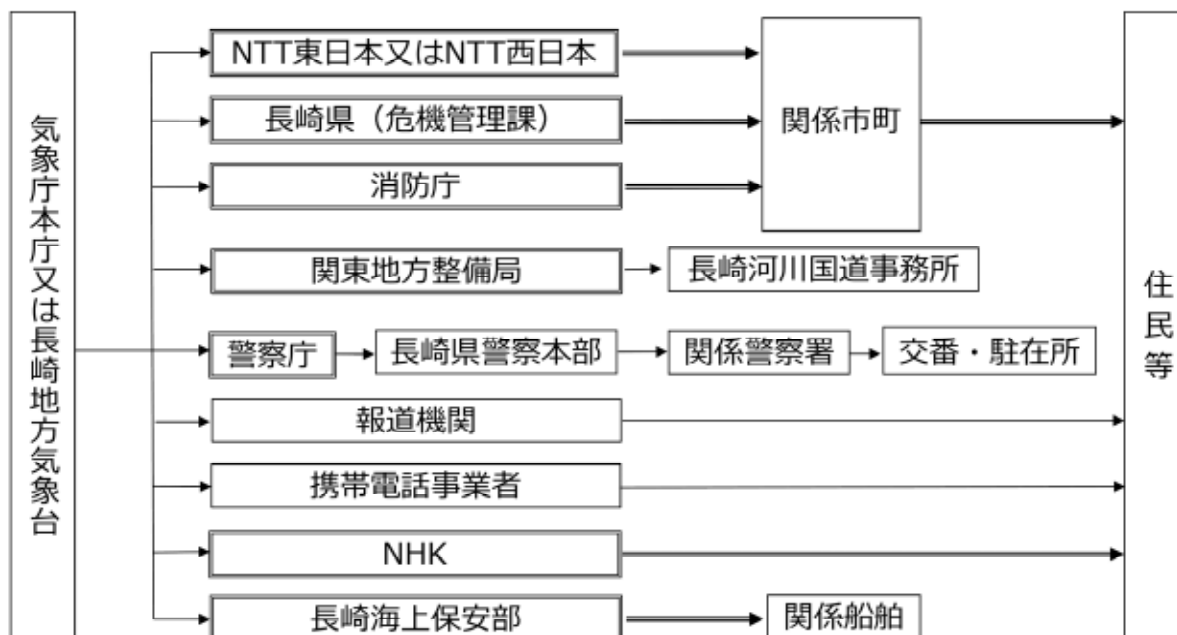 気象庁本庁又は長崎地方気象台
NTT東日本又はNTT西日本
長崎県（危機管理課）
消防庁
関係市町
関東地方整備局
長崎河川国道事務所
警察庁
長崎県警察本部
関係警察署
交番・駐在所
報道機関
携帯電話事業者
NHK
長崎海上保安部
関係船舶
住民等